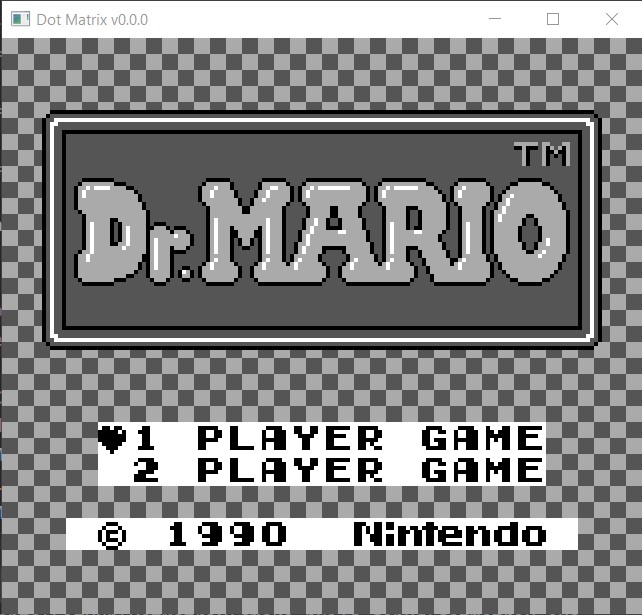 Dot Matrix v0.0.0
TM
Dr. MARIO
1 PLAYER GAME
2 PLAYER GAME
© 1990 Nintendo